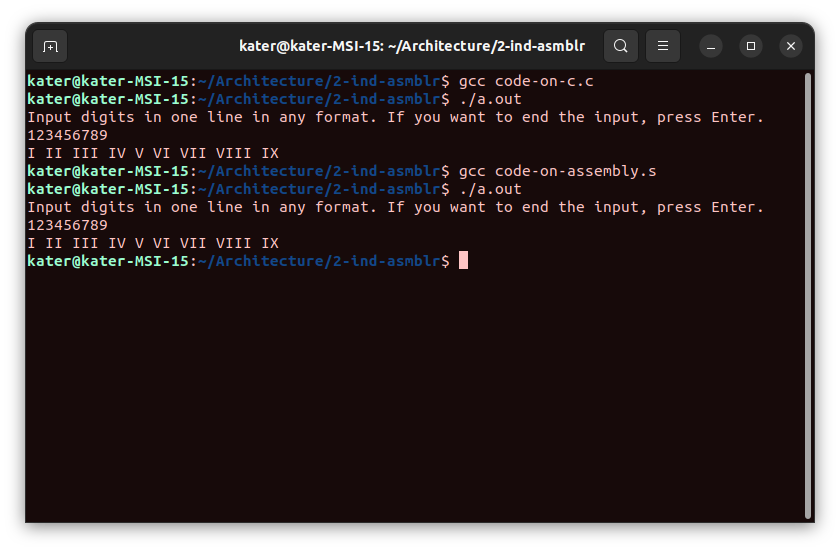 kater@kater-MSI-15: ~/Architecture/2-ind-asmblr
kater@kater-MSI-15:~/Architecture/2-ind-asmblr$ gcc code-on-c.c
kater@kater-MSI-15:~/Architecture/2-ind-asmblr$ ./a.out
Input digits in one line in any format. If you want to end the input, press Enter.
123456789
I II III IV V VI VII VIII IX
kater@kater-MSI-15:~/Architecture/2-ind-asmblr$ gcc code-on-assembly.s
kater@kater-MSI-15:~/Architecture/2-ind-asmblr$ ./a.out
Input digits in one line in any format. If you want to end the input, press Enter.
123456789
I II III IV V VI VII VIII IX
kater@kater-MSI-15:~/Architecture/2-ind-asmblr$